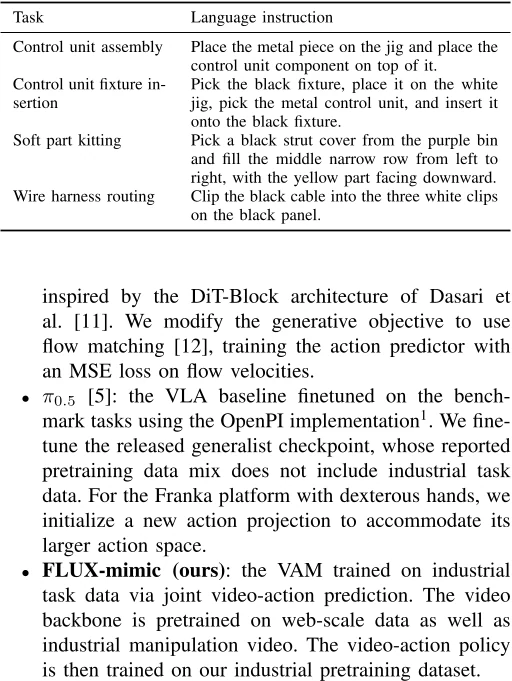 Task Language instruction
Control unit assembly Place the metal piece on the jig and place the
control unit component on top of it.
Control unit fixture in- Pick the black fixture, place it on the white
sertion jig, pick the metal control unit, and insert it
onto the black fixture.
Soft part kitting Pick a black strut cover from the purple bin
and fill the middle narrow row from left to
right, with the yellow part facing downward.
Wire harness routing Clip the black cable into the three white clips
on the black panel.
inspired by the DiT-Block architecture of Dasari et
al. [11]. We modify the generative objective to use
flow matching [12], training the action predictor with
an MSE loss on flow velocities.
• π0.5 [5]: the VLA baseline finetuned on the bench-
mark tasks using the OpenPI implementation1. We fine-
tune the released generalist checkpoint, whose reported
pretraining data mix does not include industrial task
data. For the Franka platform with dexterous hands, we
initialize a new action projection to accommodate its
larger action space.
• FLUX-mimic (ours): the VAM trained on industrial
task data via joint video-action prediction. The video
backbone is pretrained on web-scale data as well as
industrial manipulation video. The video-action policy
is then trained on our industrial pretraining dataset.